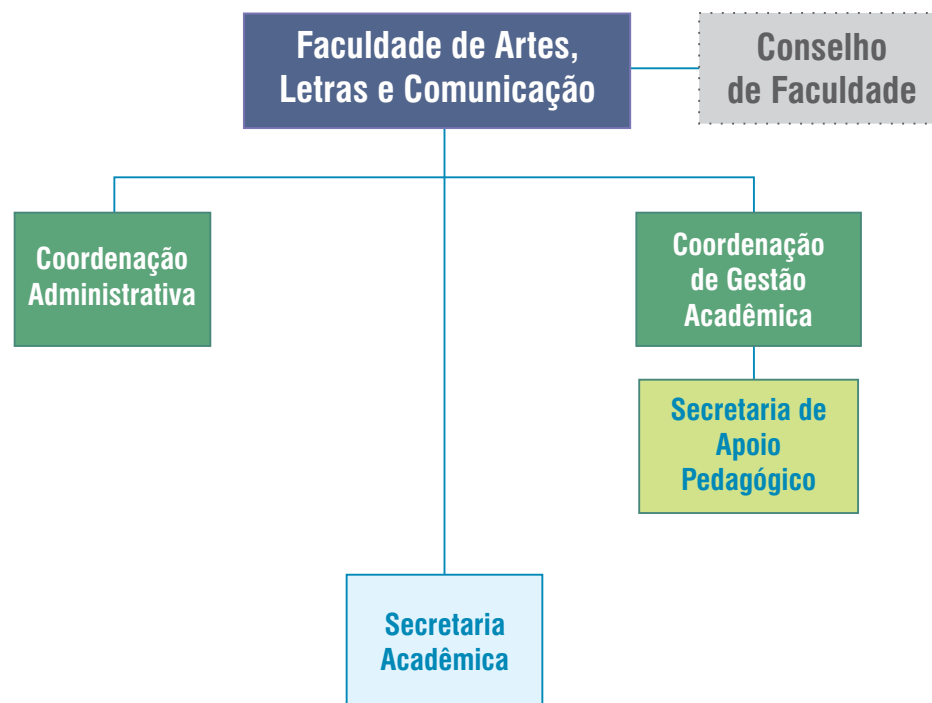 Faculdade de Artes,
Letras e Comunicação
Conselho
de Faculdade
Coordenação
Administrativa
Coordenação
de Gestão
Acadêmica
Secretaria de
Apoio
Pedagógico
Secretaria
Acadêmica